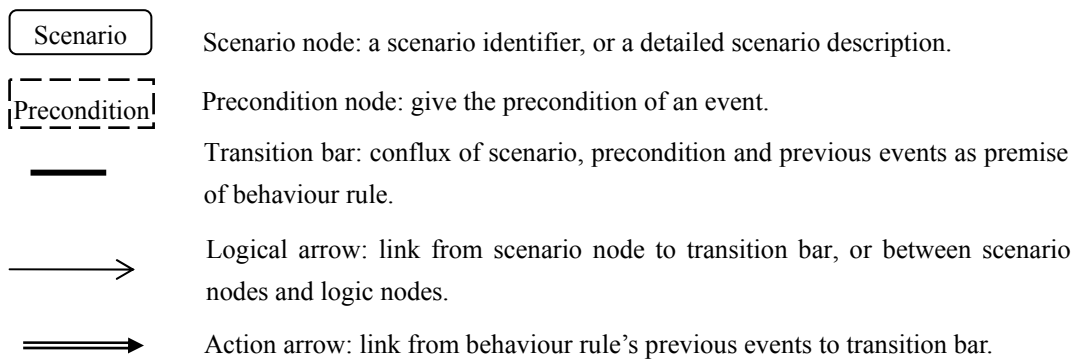 Scenario
Scenario node: a scenario identifier, or a detailed scenario description.
Precondition
Precondition node: give the precondition of an event.
Transition bar: conflux of scenario, precondition and previous events as premise
of behaviour rule.
Logical arrow: link from scenario node to transition bar, or between scenario
nodes and logic nodes.
Action arrow: link from behaviour rule’s previous events to transition bar.